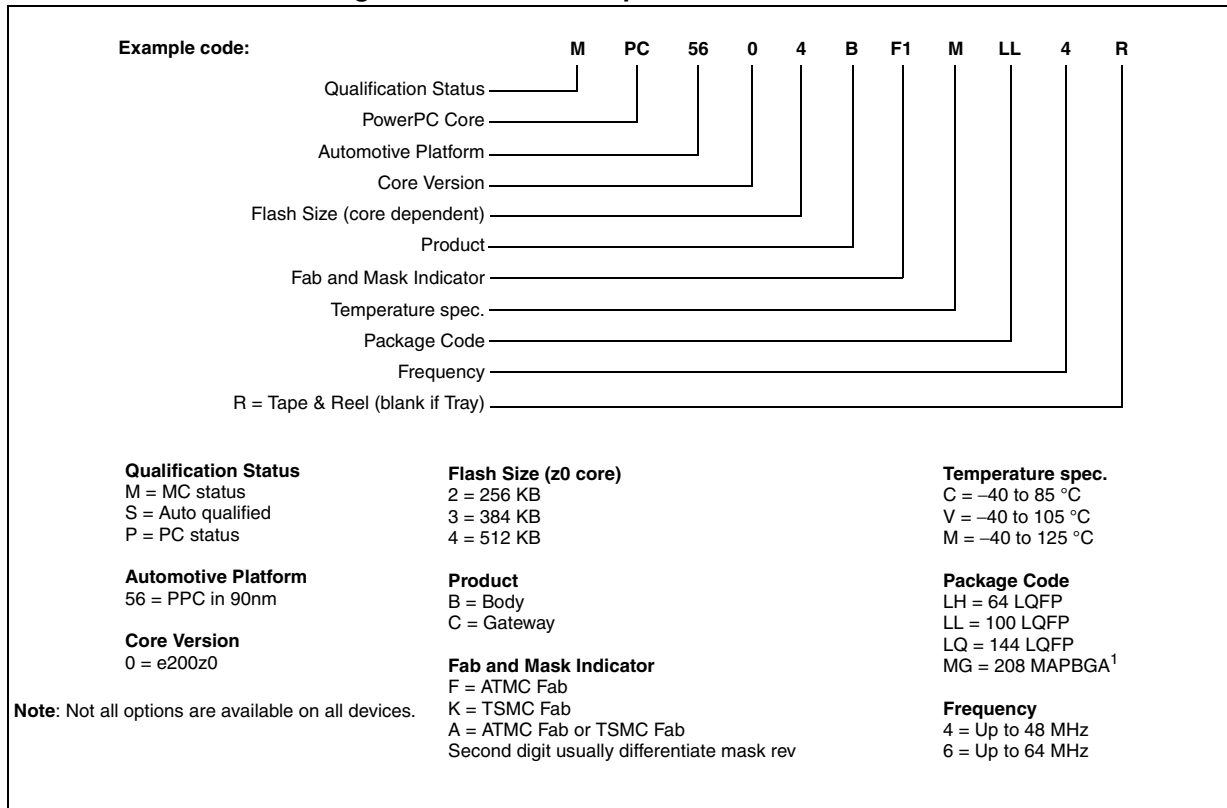 Example code: M PC 56 0 4 B F1 M LL 4 R
Qualification Status
PowerPC Core
Automotive Platform
Core Version
Flash Size (core dependent)
Product
Fab and Mask Indicator
Temperature spec.
Package Code
Frequency
R = Tape & Reel (blank if Tray)
Qualification Status
M = MC status
S = Auto qualified
P = PC status
Automotive Platform
56 = PPC in 90nm
Core Version
0 = e200z0
Note: Not all options are available on all devices.
Flash Size (z0 core)
2 = 256 KB
3 = 384 KB
4 = 512 KB
Product
B = Body
C = Gateway
Fab and Mask Indicator
F = ATMC Fab
K = TSMC Fab
A = ATMC Fab or TSMC Fab
Second digit usually differentiate mask rev
Temperature spec.
C = –40 to 85 °C
V = –40 to 105 °C
M = –40 to 125 °C
Package Code
LH = 64 LQFP
LL = 100 LQFP
LQ = 144 LQFP
MG = 208 MAPBGA1
Frequency
4 = Up to 48 MHz
6 = Up to 64 MHz